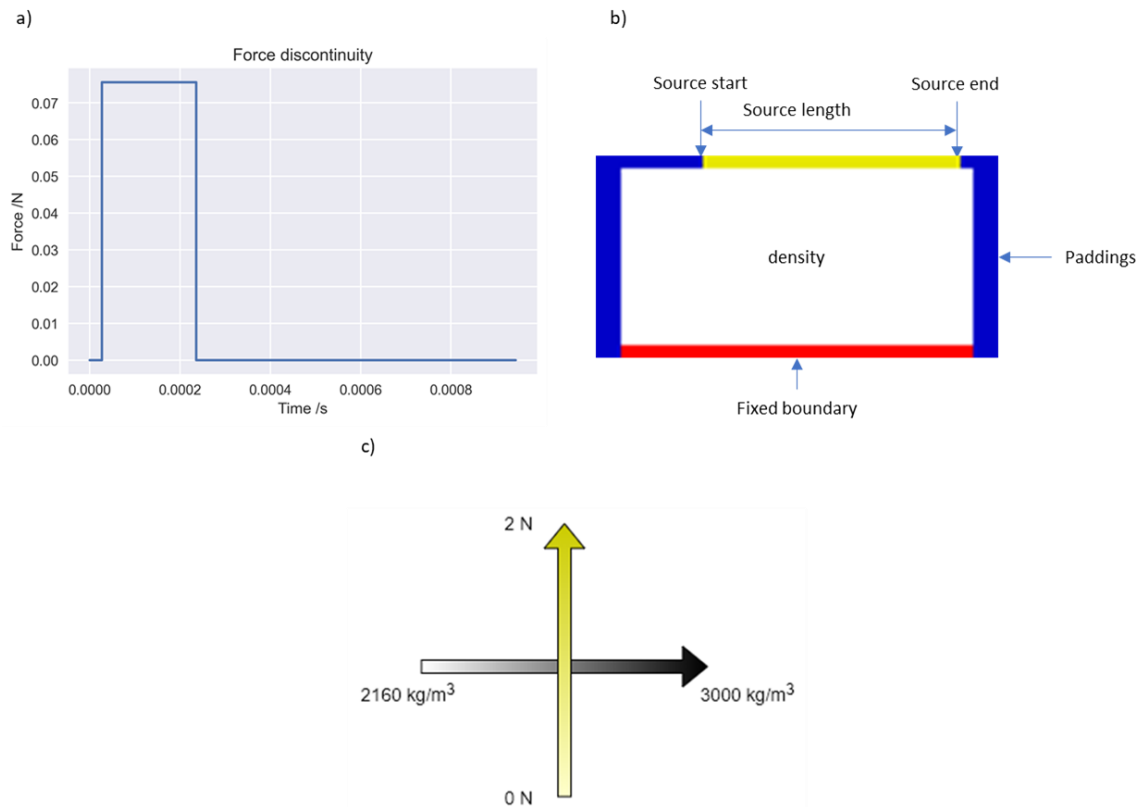 a)
Force discontinuity
0.07
0.06
0.05
0.04
0.03
0.02
0.01
0.00
Force /N
0.0000 0.0002 0.0004 0.0006 0.0008
Time /s
b)
Source start Source end
Source length
density
Paddings
Fixed boundary
c)
2 N
2160 kg/m³ 3000 kg/m³
0 N